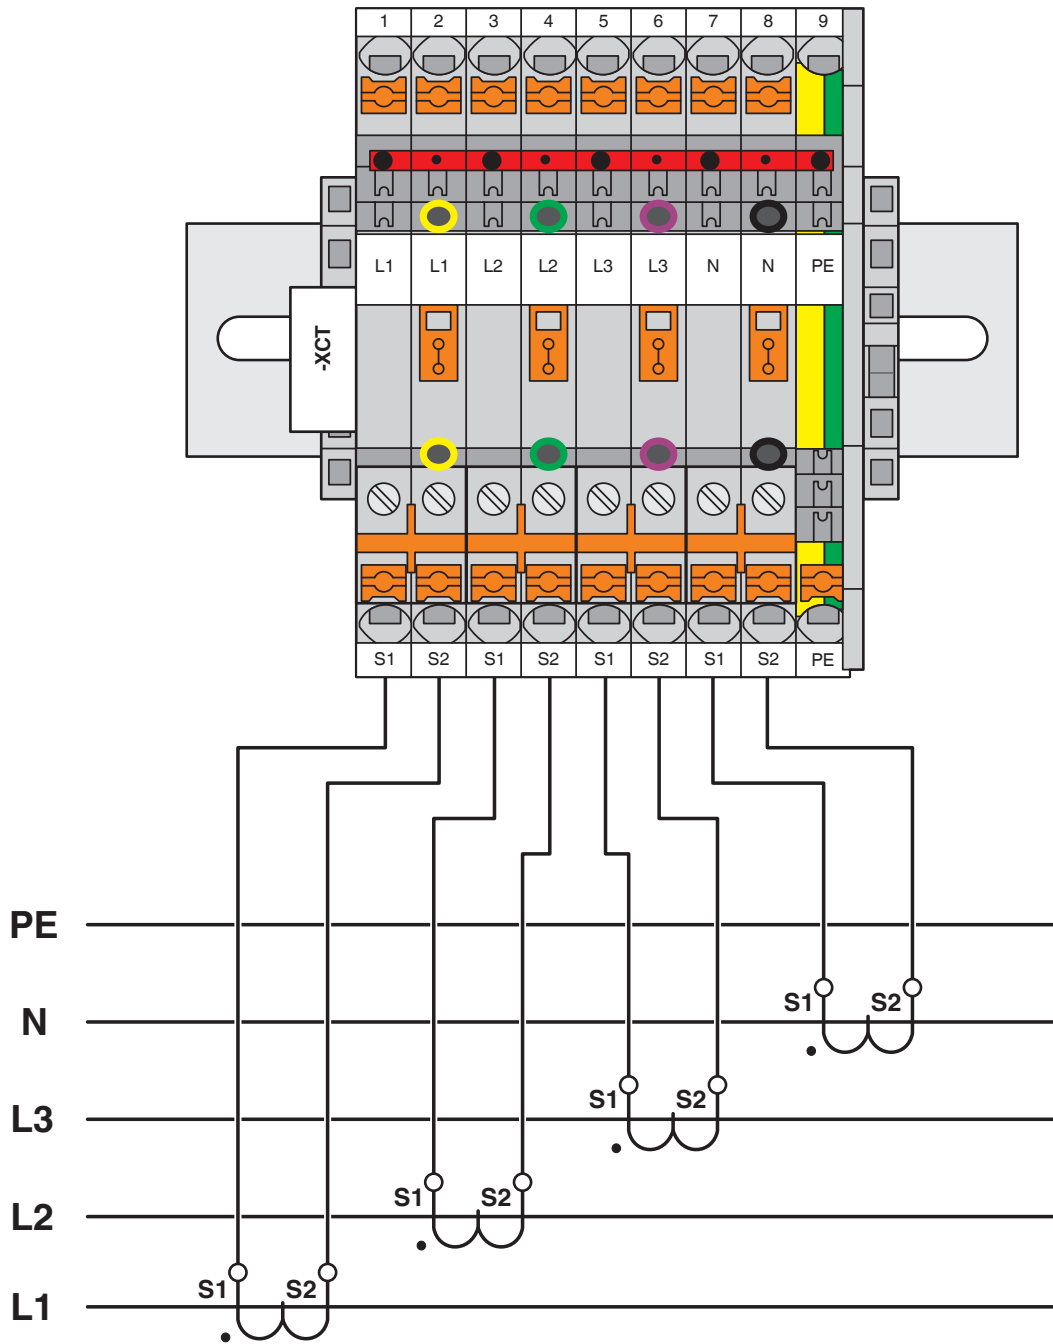 1 2 3 4 5 6 7 8 9
L1 L1 L2 L2 L3 L3 N N PE
-XCT
S1 S2 S1 S2 S1 S2 S1 S2 PE
PE
N S1 S2
L3 S1 S2
L2 S1 S2
L1 S1 S2